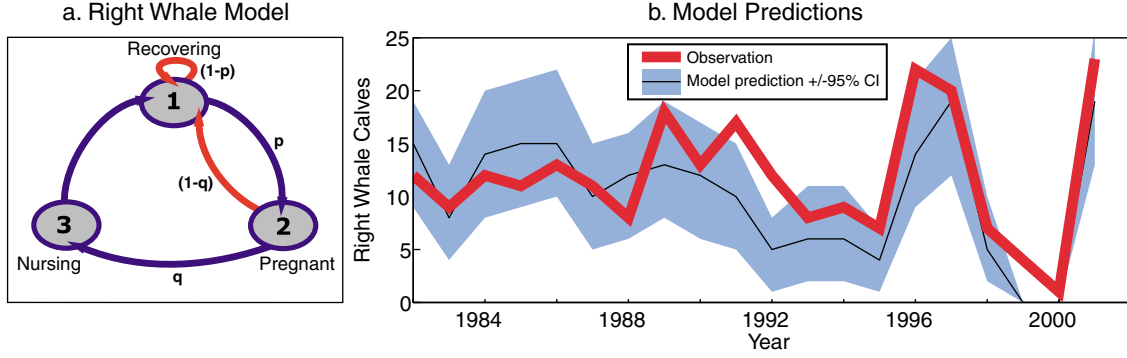 a. Right Whale Model
Recovering
(1-p)
1
p
(1-q)
3
2
Nursing
Pregnant
q
b. Model Predictions
25
20
15
10
5
0
Right Whale Calves
Observation
Model prediction +/-95% CI
1984
1988
1992
1996
2000
Year